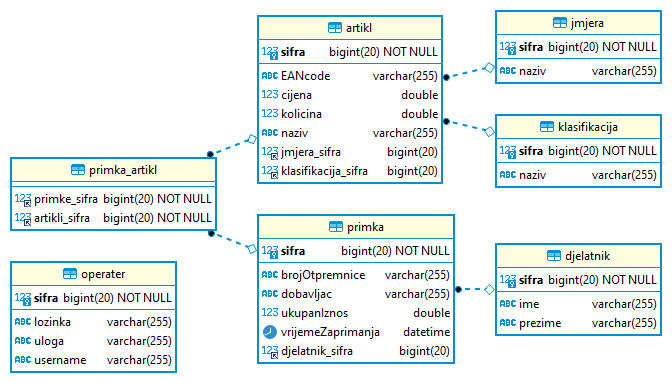 artikl
123 sifra bigint(20) NOT NULL
ABC EANcode varchar(255)
123 cijena double
123 kolicina double
ABC naziv varchar(255)
123 jmjera_sifra bigint(20)
123 klasifikacija_sifra bigint(20)
jmjera
123 sifra bigint(20) NOT NULL
ABC naziv varchar(255)
klasifikacija
123 sifra bigint(20) NOT NULL
ABC naziv varchar(255)
primka_artikl
123 primke_sifra bigint(20) NOT NULL
123 artikli_sifra bigint(20) NOT NULL
primka
123 sifra bigint(20) NOT NULL
ABC brojOtpremnice varchar(255)
ABC dobavljac varchar(255)
123 ukupanIznos double
vrijemeZaprimanja datetime
123 djelatnik_sifra bigint(20)
djelatnik
123 sifra bigint(20) NOT NULL
ABC ime varchar(255)
ABC prezime varchar(255)
operater
123 sifra bigint(20) NOT NULL
ABC lozinka varchar(255)
ABC uloga varchar(255)
ABC username varchar(255)